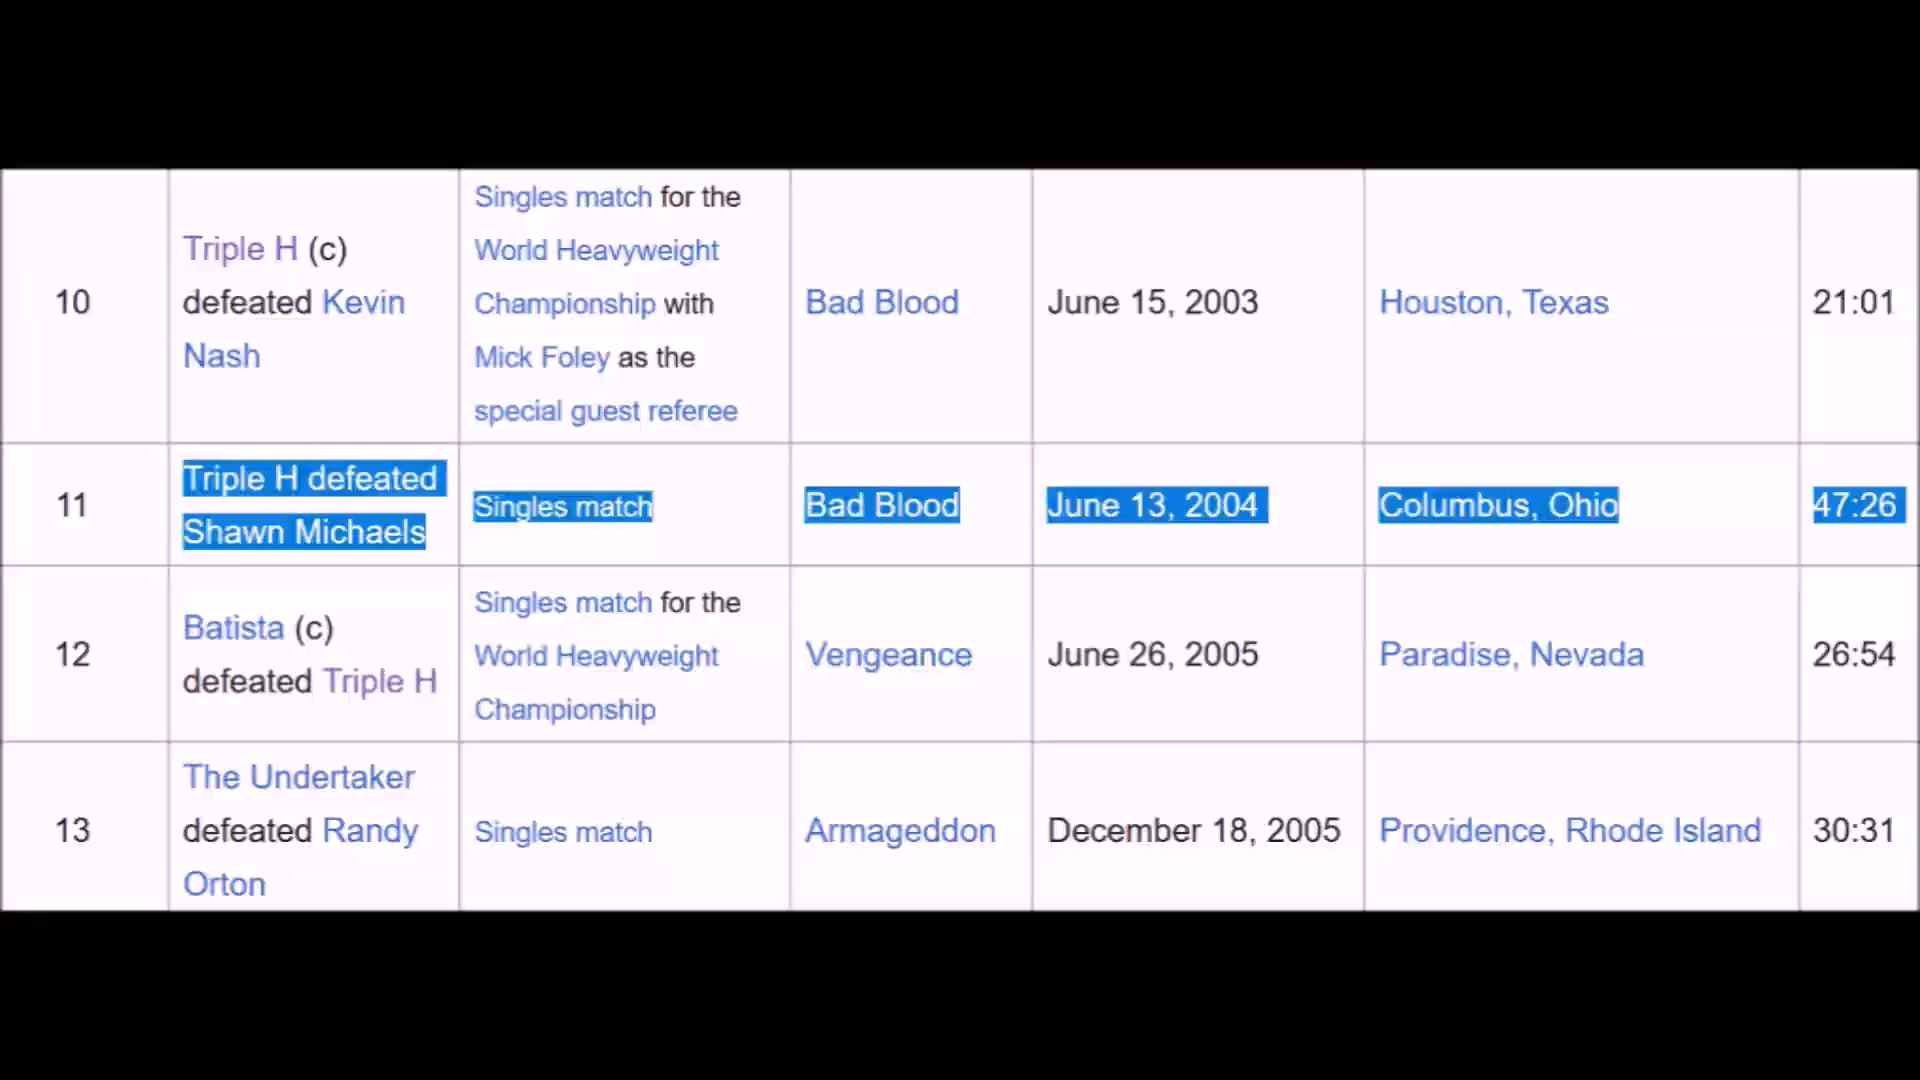 10
Triple H (c)
defeated Kevin
Nash
Singles match for the
World Heavyweight
Championship with
Mick Foley as the
special guest referee
Bad Blood
June 15, 2003
Houston, Texas
21:01
11
Triple H defeated
Shawn Michaels
Singles match
Bad Blood
June 13, 2004
Columbus, Ohio
47:26
12
Batista (c)
defeated Triple H
Singles match for the
World Heavyweight
Championship
Vengeance
June 26, 2005
Paradise, Nevada
26:54
13
The Undertaker
defeated Randy
Orton
Singles match
Armageddon
December 18, 2005
Providence, Rhode Island
30:31